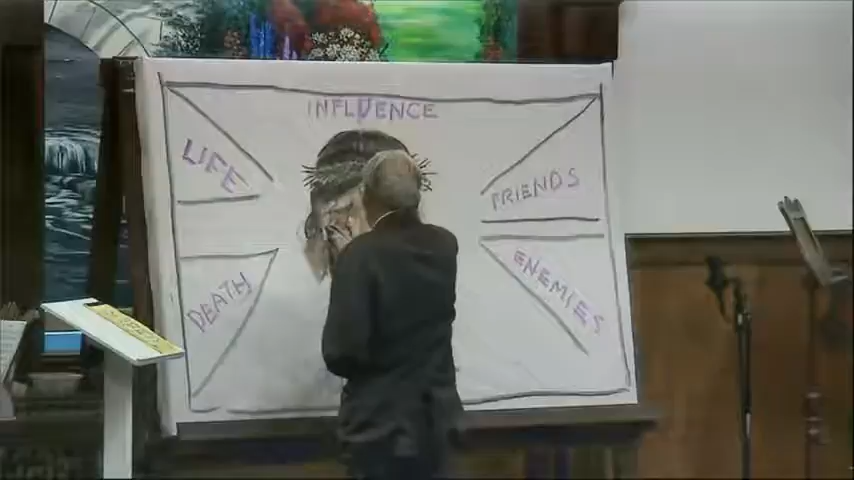 INFLUENCE
LIFE
FRIENDS
DEATH
ENEMIES